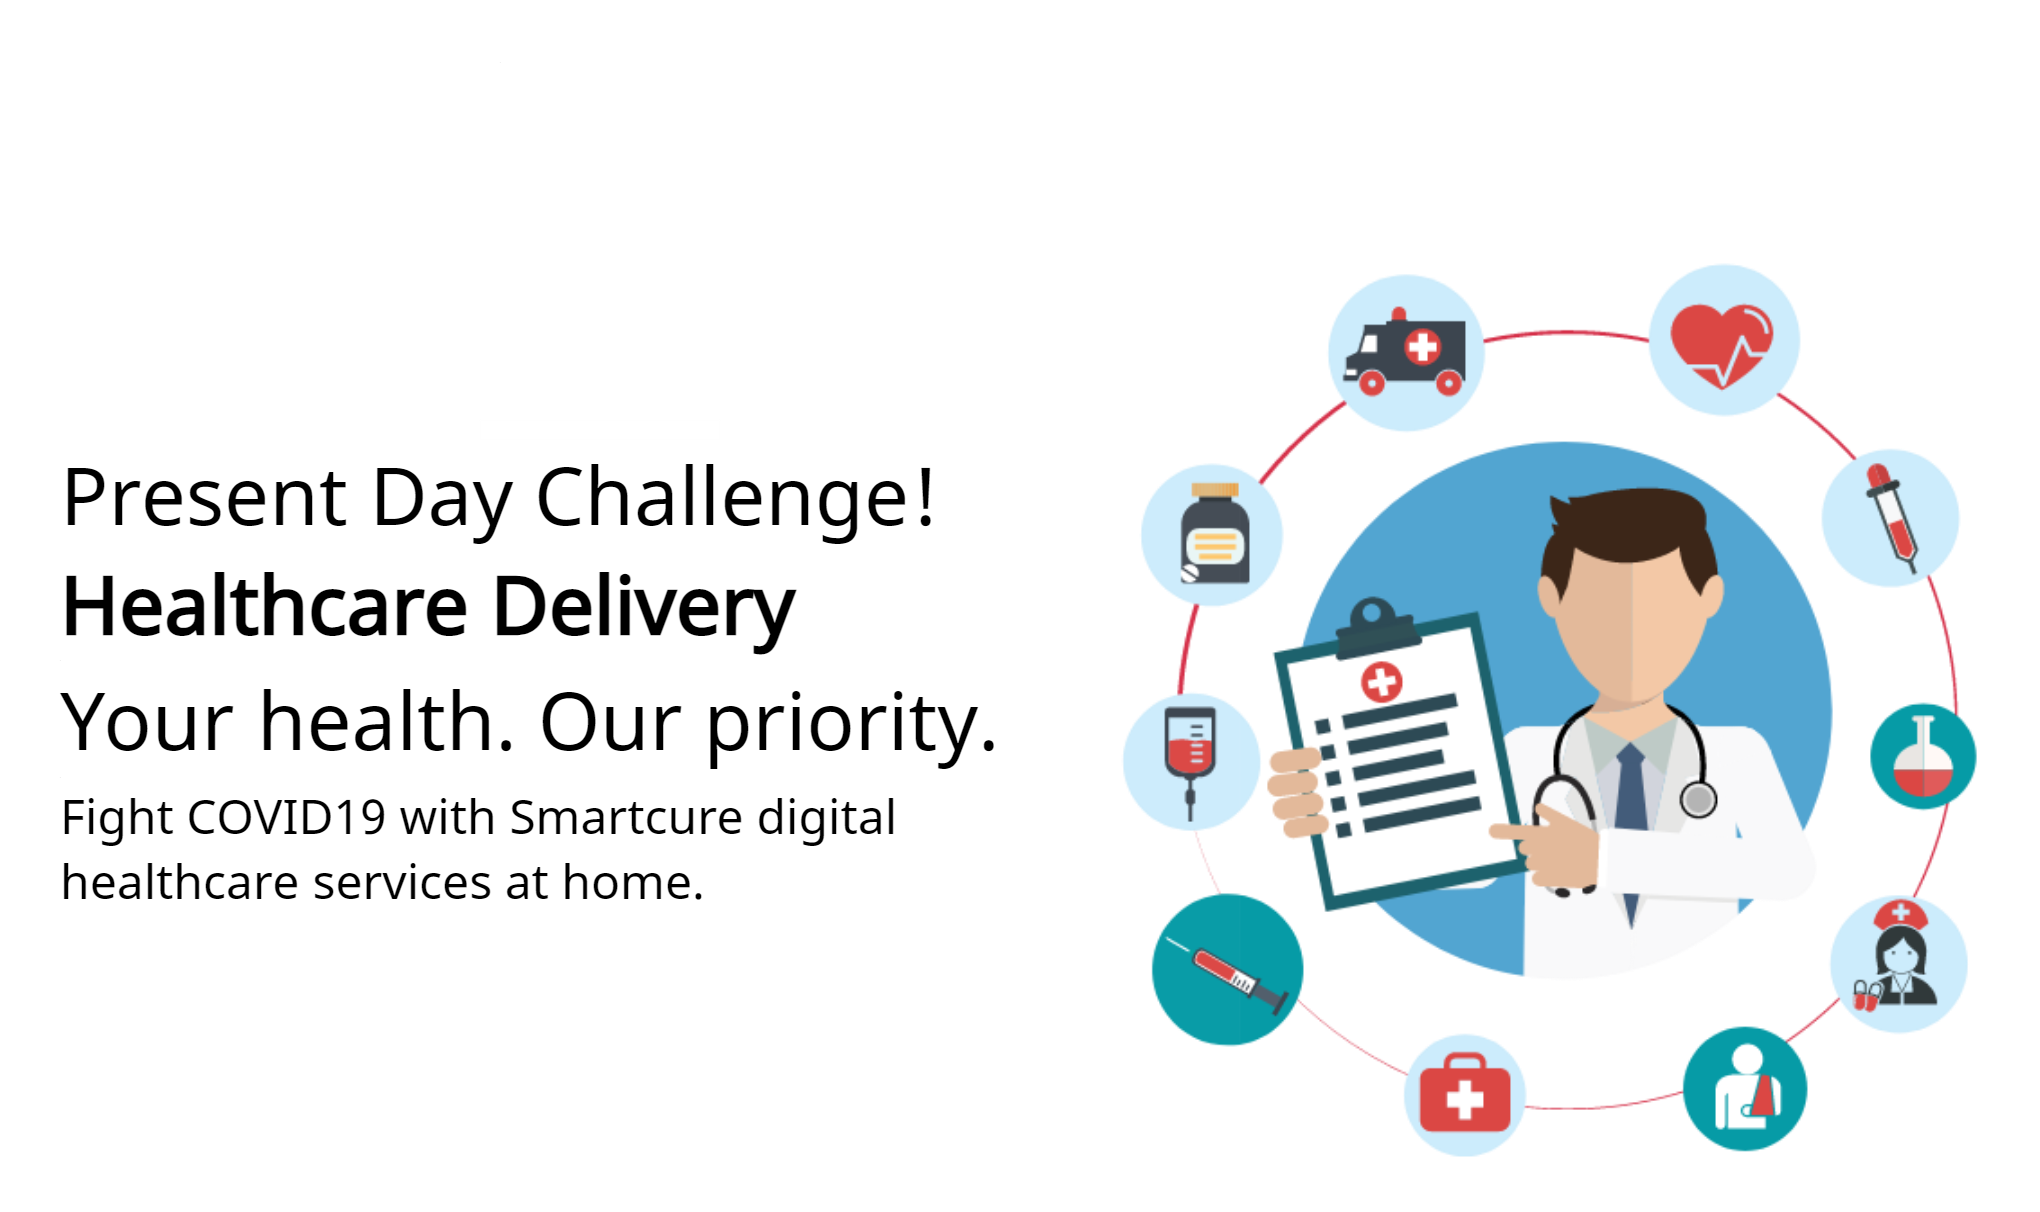 Present Day Challenge!
Healthcare Delivery
Your health. Our priority.
Fight COVID19 with Smartcure digital
healthcare services at home.